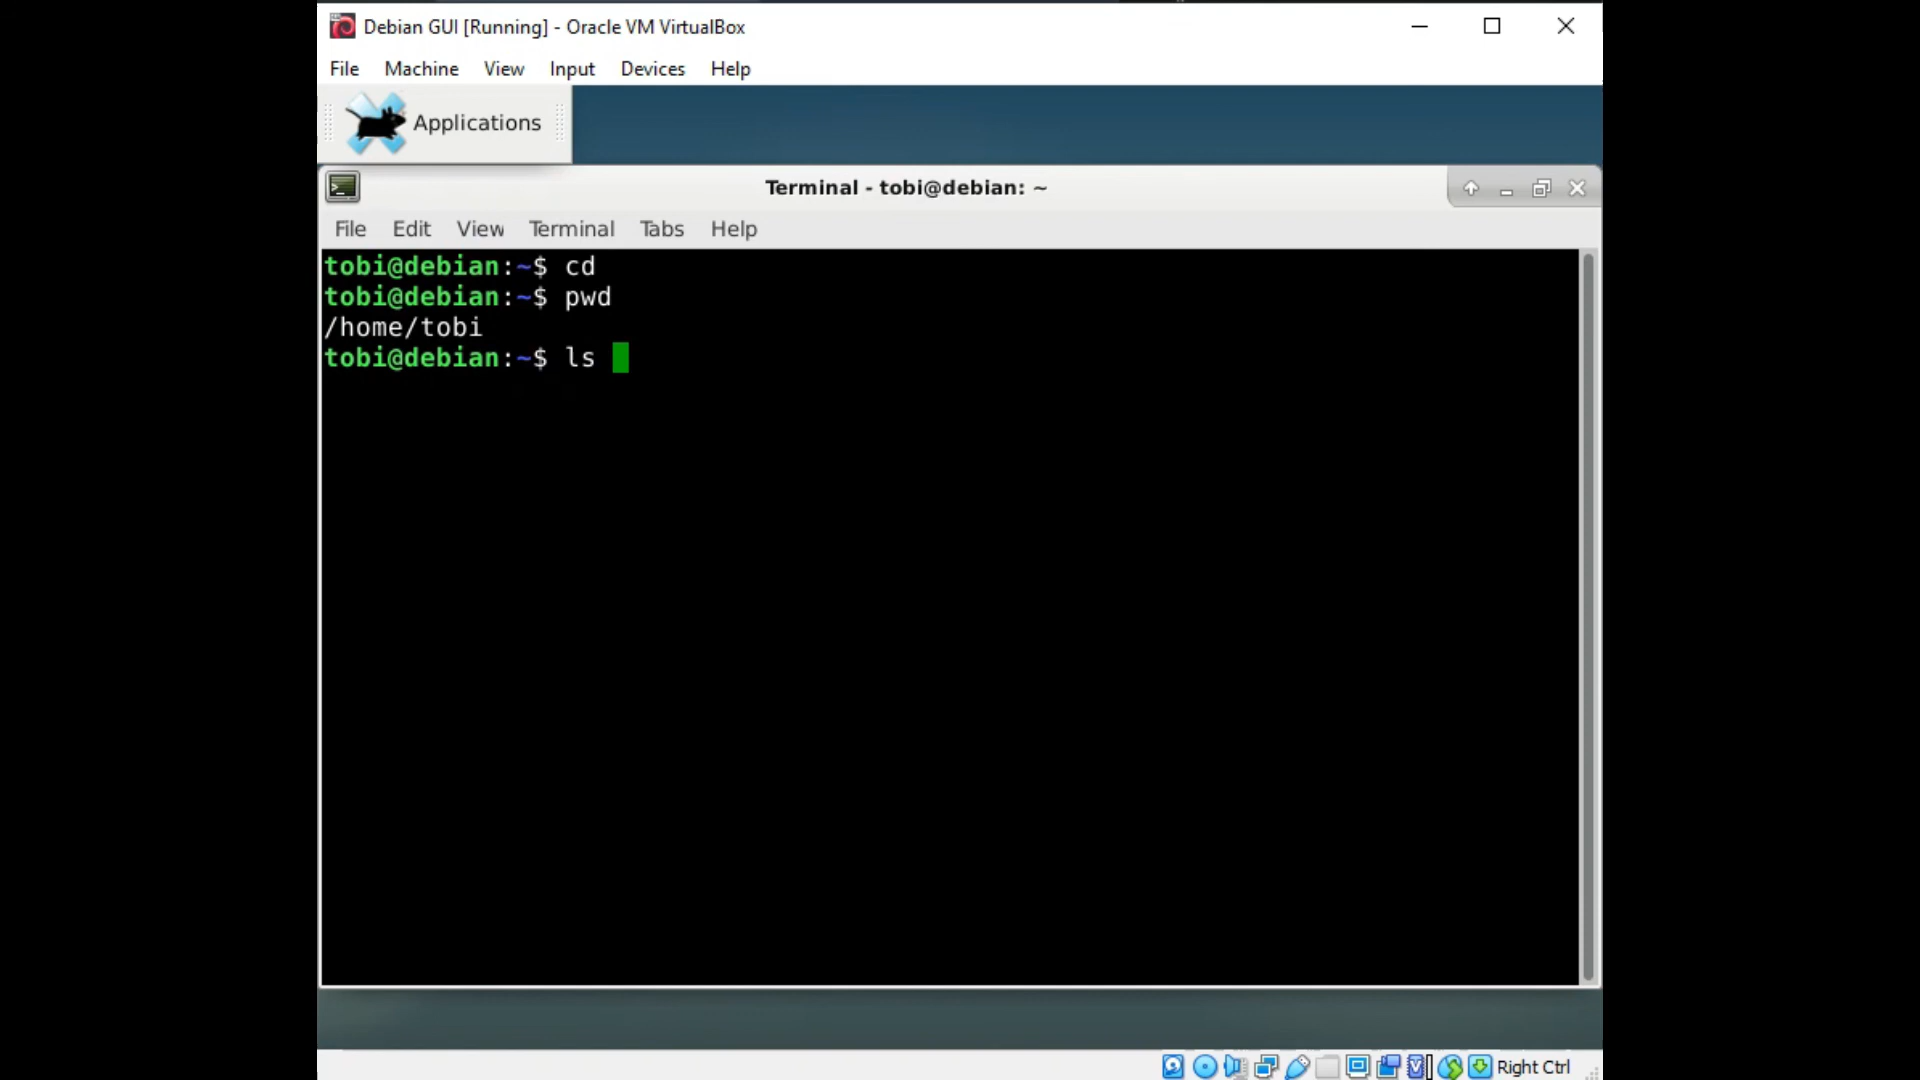 Debian GUI [Running] - Oracle VM VirtualBox
File Machine View Input Devices Help
Applications
Terminal - tobi@debian: ~
File Edit View Terminal Tabs Help
tobi@debian:~$ cd
tobi@debian:~$ pwd
/home/tobi
tobi@debian:~$ ls
Right Ctrl